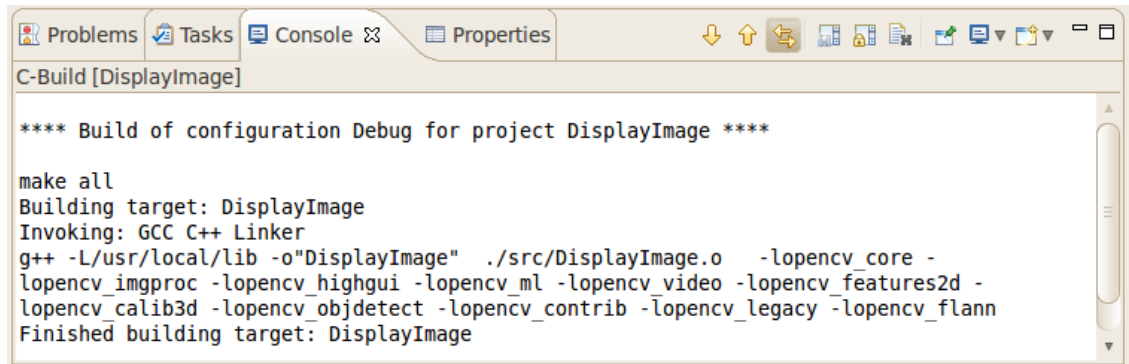 Problems Tasks Console Properties
C-Build [DisplayImage]
**** Build of configuration Debug for project DisplayImage ****
make all
Building target: DisplayImage
Invoking: GCC C++ Linker
g++ -L/usr/local/lib -o"DisplayImage"  ./src/DisplayImage.o   -lopencv_core -
lopencv_imgproc -lopencv_highgui -lopencv_ml -lopencv_video -lopencv_features2d -
lopencv_calib3d -lopencv_objdetect -lopencv_contrib -lopencv_legacy -lopencv_flann
Finished building target: DisplayImage